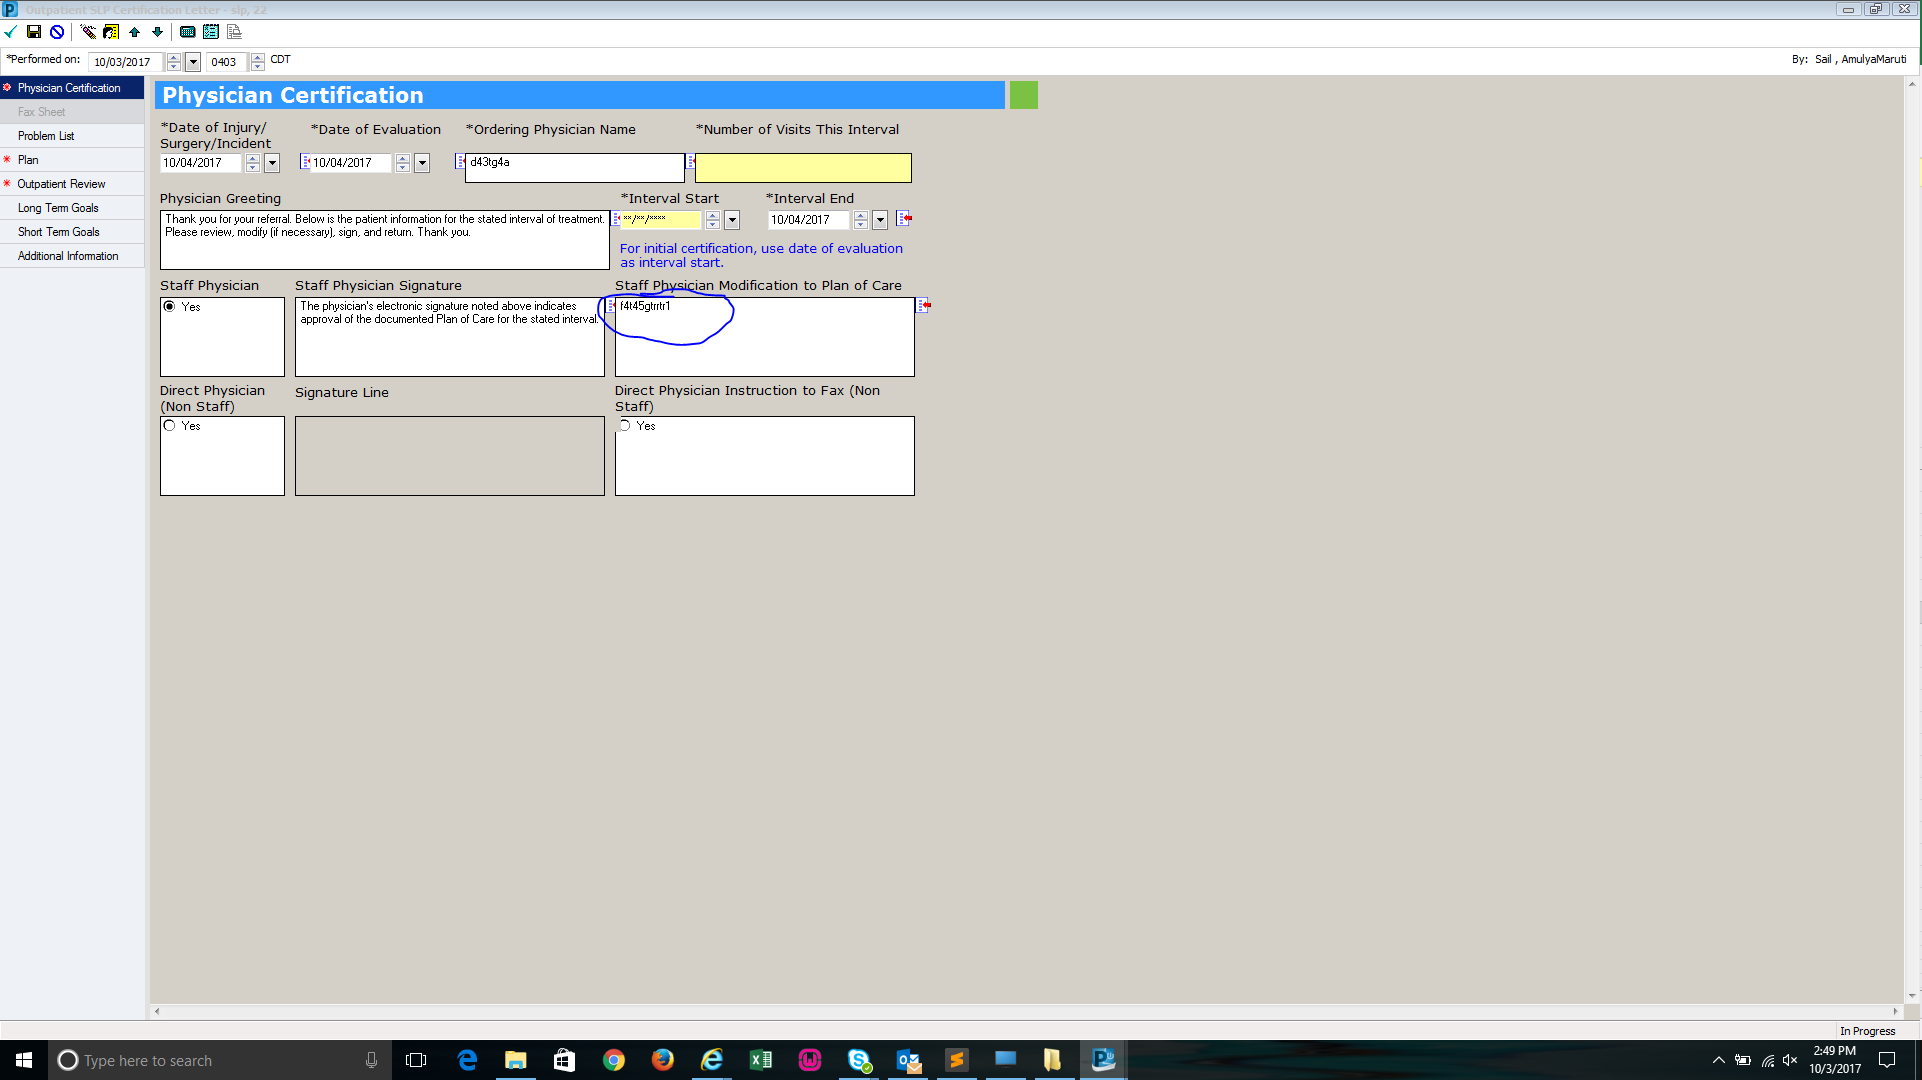 Outpatient SLP Certification Letter - slp, 22
*Performed on: 10/03/2017 0403 CDT By: Sail , AmulyaMaruti
Physician Certification
Fax Sheet
Problem List
Plan
Outpatient Review
Long Term Goals
Short Term Goals
Additional Information
Physician Certification
*Date of Injury/
Surgery/Incident
10/04/2017
*Date of Evaluation
10/04/2017
*Ordering Physician Name
d43tg4a
*Number of Visits This Interval
Physician Greeting
Thank you for your referral. Below is the patient information for the stated interval of treatment.
Please review, modify (if necessary), sign, and return. Thank you.
*Interval Start
**/**/****
*Interval End
10/04/2017
For initial certification, use date of evaluation
as interval start.
Staff Physician
Yes
Staff Physician Signature
The physician's electronic signature noted above indicates
approval of the documented Plan of Care for the stated interval.
Staff Physician Modification to Plan of Care
f4t45gtrrtr1
Direct Physician
(Non Staff)
Yes
Signature Line
Direct Physician Instruction to Fax (Non
Staff)
Yes
In Progress
Type here to search
2:49 PM
10/3/2017